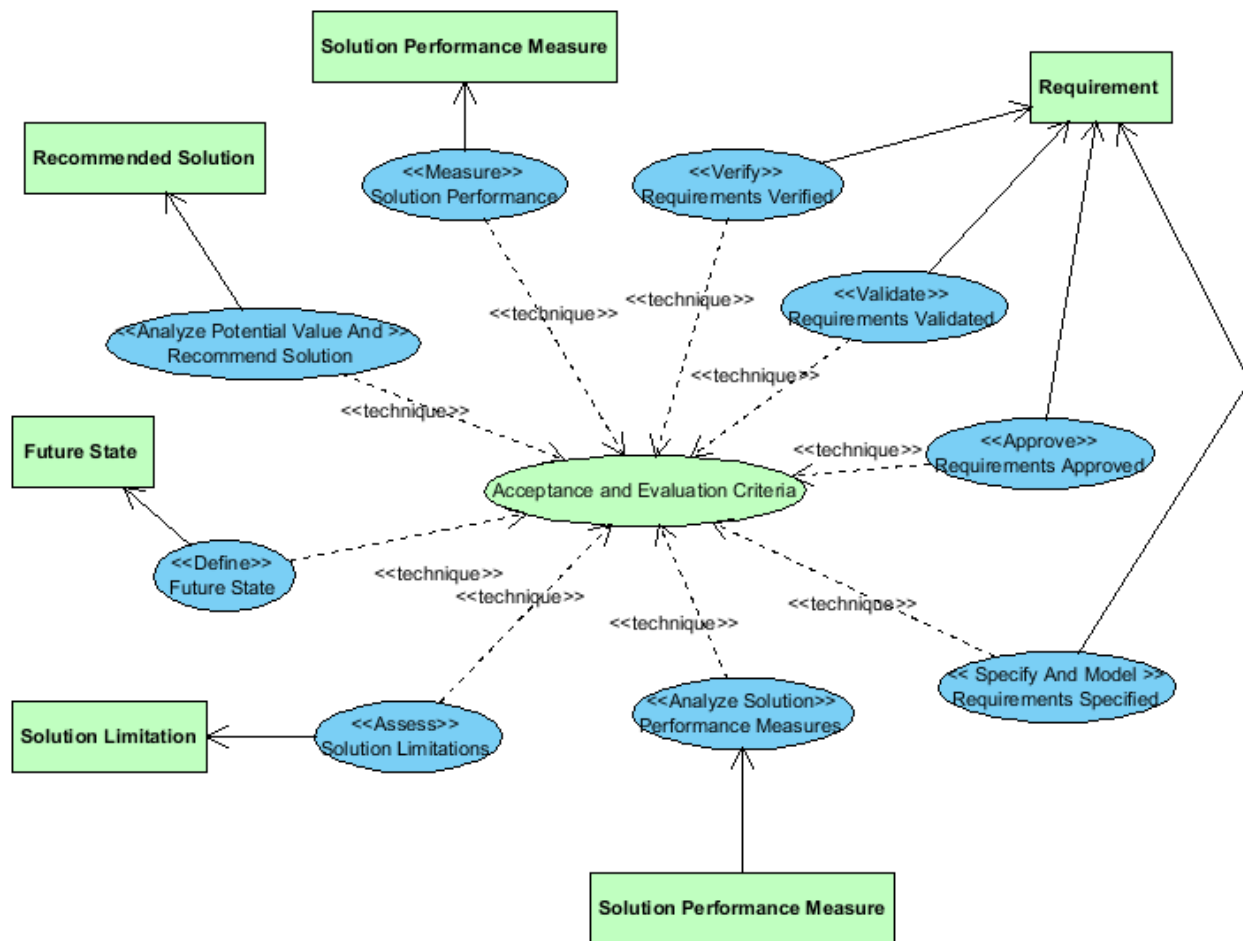 Solution Performance Measure
Requirement
Recommended Solution
<<Measure>>
Solution Performance
<<Verify>>
Requirements Verified
<<technique>>
<<technique>>
<<Validate>>
Requirements Validated
<<Analyze Potential Value And >>
Recommend Solution
<<technique>>
<<technique>>
Future State
<<Approve>>
Requirements Approved
<<technique>>
Acceptance and Evaluation Criteria
<<Define>>
Future State
<<technique>>
<<technique>>
<<technique>>
<<technique>>
<< Specify And Model >>
Requirements Specified
<<Analyze Solution>>
Performance Measures
Solution Limitation
<<Assess>>
Solution Limitations
Solution Performance Measure